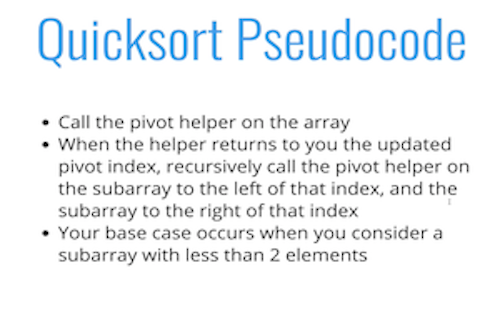 Quicksort Pseudocode
• Call the pivot helper on the array
• When the helper returns to you the updated
pivot index, recursively call the pivot helper on
the subarray to the left of that index, and the
subarray to the right of that index
• Your base case occurs when you consider a
subarray with less than 2 elements